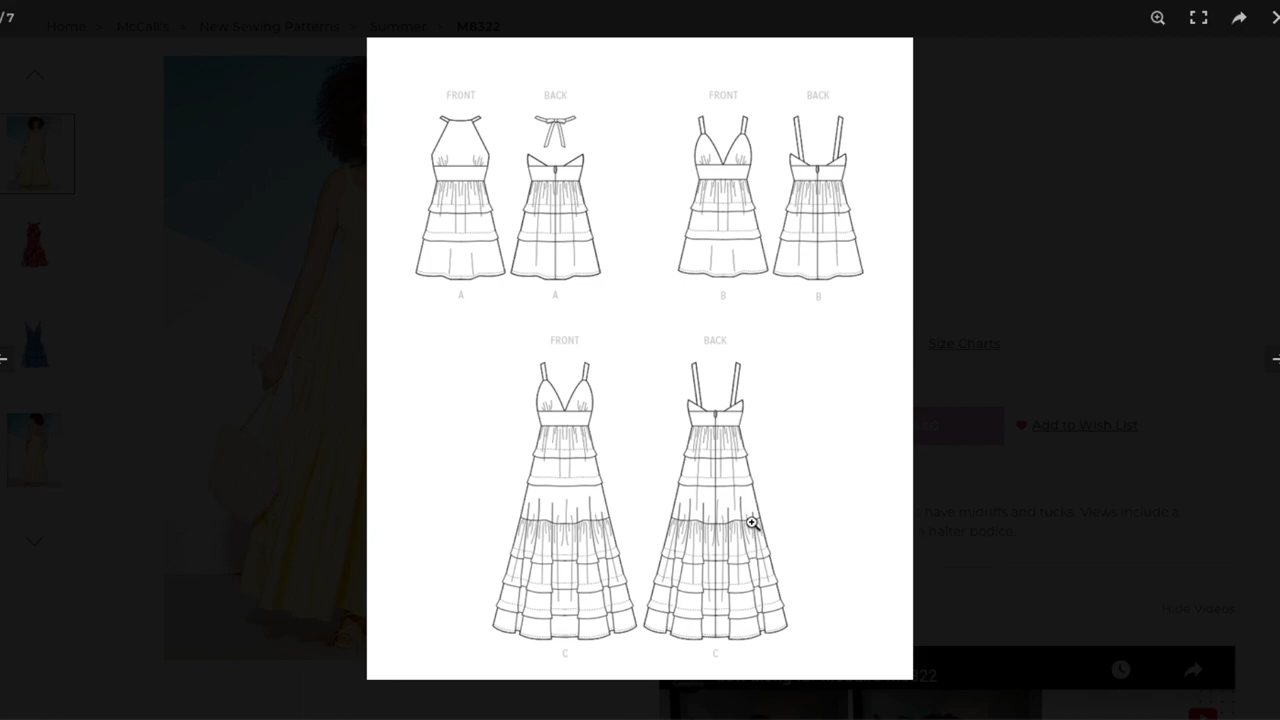 / 7
Home > McCall's > New Sewing Patterns > Summer > M8322
FRONT BACK FRONT BACK
A A B B
FRONT BACK
C C
Size Charts
Add to Wish List
have midriffs and tucks. Views include a
a halter bodice.
Hide Videos